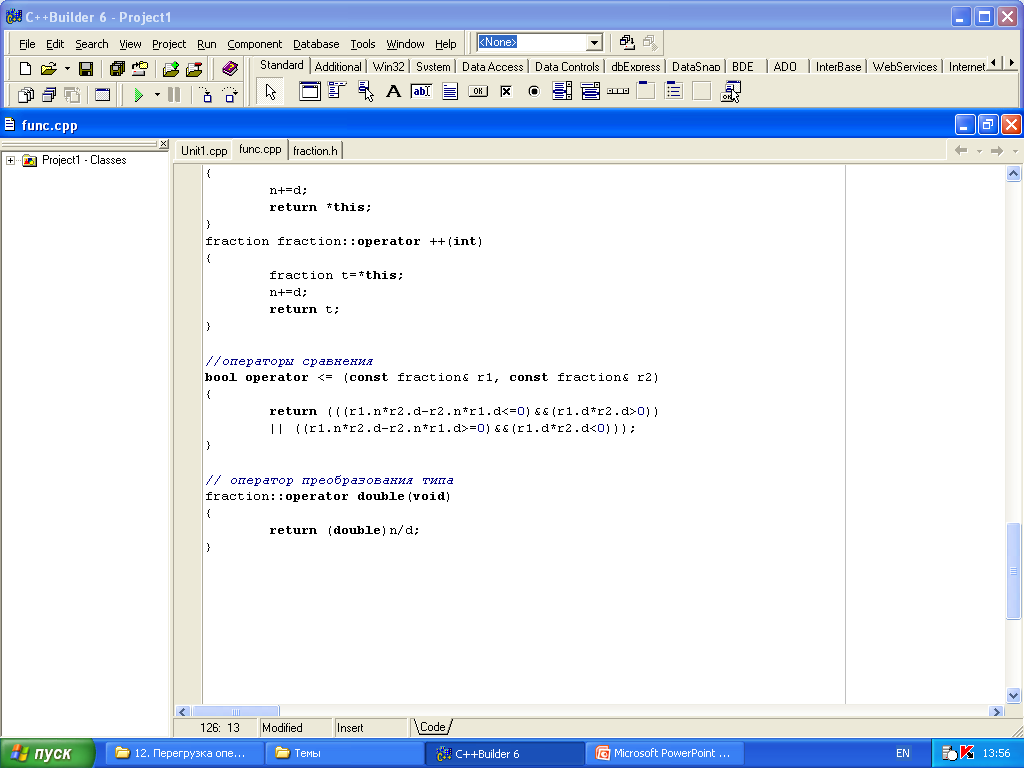 C++Builder 6 - Project1
File Edit Search View Project Run Component Database Tools Window Help <None>
Standard Additional Win32 System Data Access Data Controls dbExpress DataSnap BDE ADO InterBase WebServices Internet
func.cpp
Project1 - Classes
Unit1.cpp func.cpp fraction.h
{
n+=d;
return *this;
}
fraction fraction::operator ++(int)
{
fraction t=*this;
n+=d;
return t;
}
//операторы сравнения
bool operator <= (const fraction& r1, const fraction& r2)
{
return (((r1.n*r2.d-r2.n*r1.d<=0)&&(r1.d*r2.d>0))
|| ((r1.n*r2.d-r2.n*r1.d>=0)&&(r1.d*r2.d<0)));
}
// оператор преобразования типа
fraction::operator double(void)
{
return (double)n/d;
}
126: 13 Modified Insert Code
пуск 12. Перегрузка опе... Темы C++Builder 6 Microsoft PowerPoint ... EN 13:56